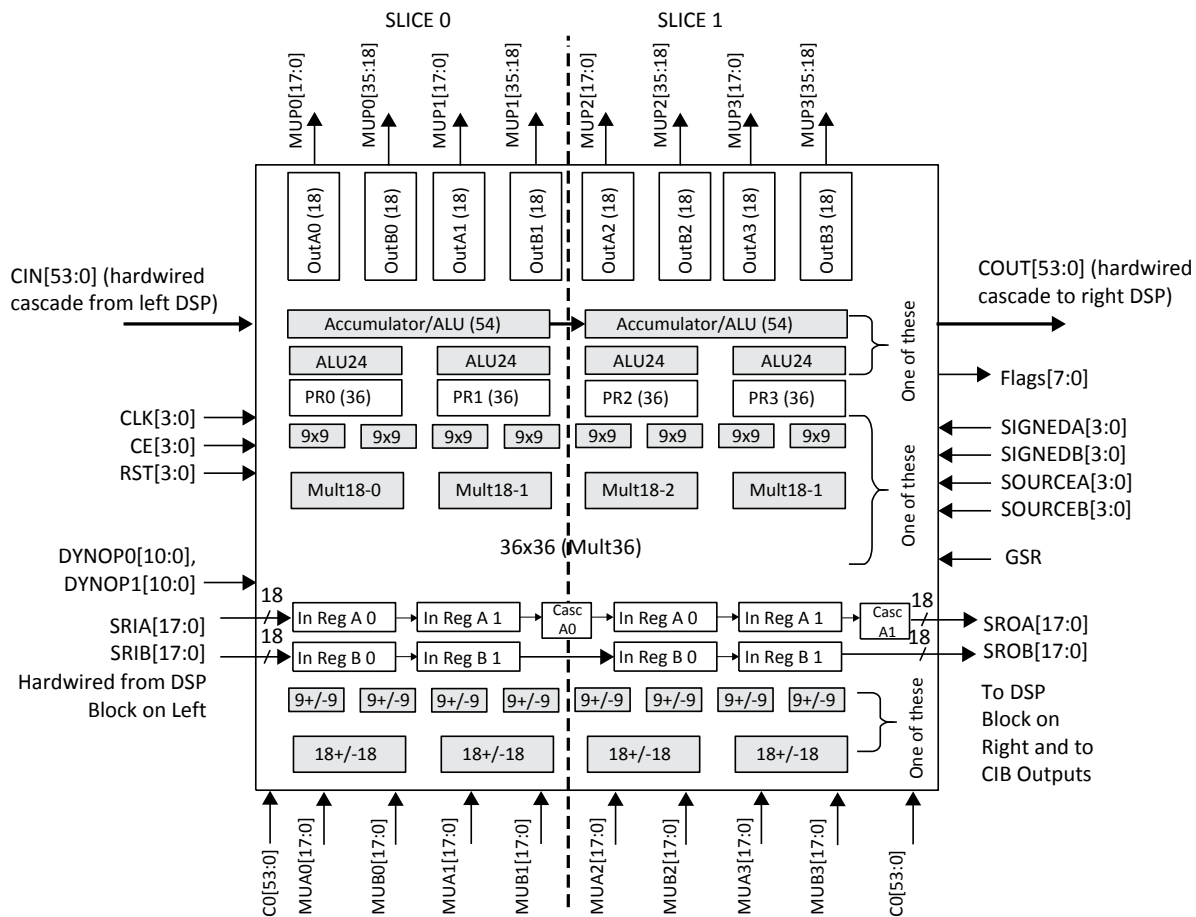 SLICE 0
SLICE 1
MUP0[17:0]
MUP0[35:18]
MUP1[17:0]
MUP1[35:18]
MUP2[17:0]
MUP2[35:18]
MUP3[17:0]
MUP3[35:18]
OutA0 (18)
OutB0 (18)
OutA1 (18)
OutB1 (18)
OutA2 (18)
OutB2 (18)
OutA3 (18)
OutB3 (18)
CIN[53:0] (hardwired
cascade from left DSP)
COUT[53:0] (hardwired
cascade to right DSP)
Accumulator/ALU (54)
Accumulator/ALU (54)
ALU24
ALU24
ALU24
ALU24
One of these
Flags[7:0]
PR0 (36)
PR1 (36)
PR2 (36)
PR3 (36)
CLK[3:0]
CE[3:0]
RST[3:0]
9x9
9x9
9x9
9x9
9x9
9x9
9x9
9x9
Mult18-0
Mult18-1
Mult18-2
Mult18-1
One of these
SIGNEDA[3:0]
SIGNEDB[3:0]
SOURCEA[3:0]
SOURCEB[3:0]
36x36 (Mult36)
GSR
DYNOP0[10:0],
DYNOP1[10:0]
18
SRIA[17:0]
18
SRIB[17:0]
Hardwired from DSP
Block on Left
In Reg A 0
In Reg A 1
Casc
A0
In Reg A 0
In Reg A 1
Casc
A1
18
SROA[17:0]
In Reg B 0
In Reg B 1
In Reg B 0
In Reg B 1
18
SROB[17:0]
To DSP
Block on
Right and to
CIB Outputs
9+/-9
9+/-9
9+/-9
9+/-9
9+/-9
9+/-9
9+/-9
9+/-9
18+/-18
18+/-18
18+/-18
18+/-18
One of these
C0[53:0]
MUA0[17:0]
MUB0[17:0]
MUA1[17:0]
MUB1[17:0]
MUA2[17:0]
MUB2[17:0]
MUA3[17:0]
MUB3[17:0]
C0[53:0]